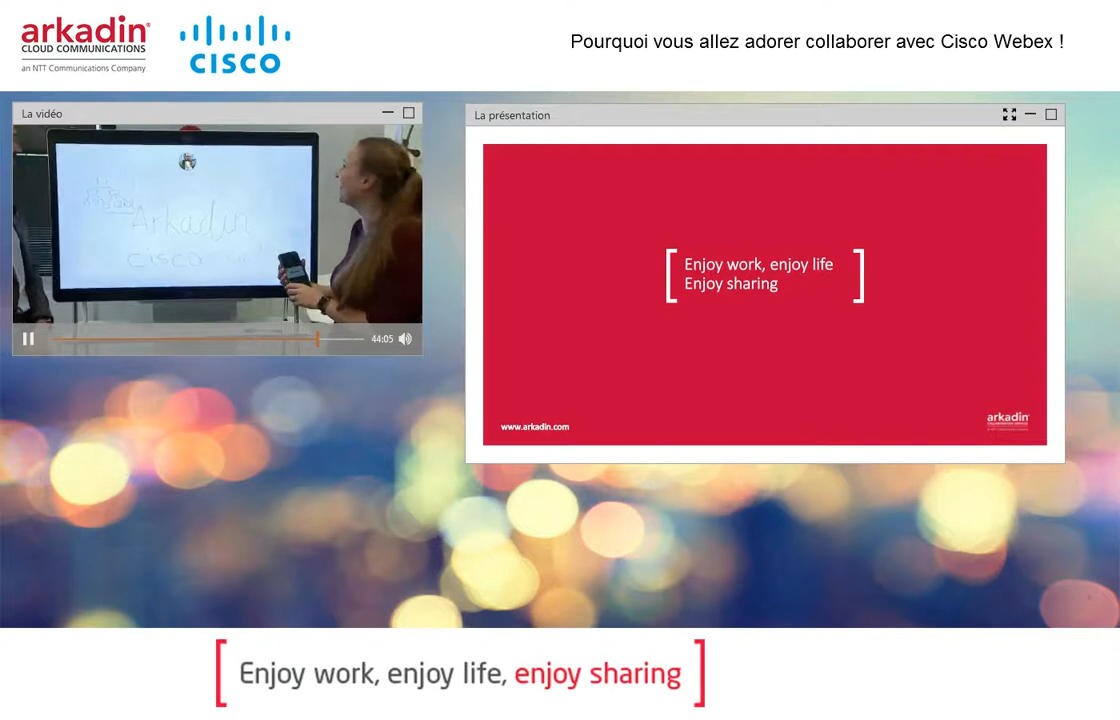 arkadin
CLOUD COMMUNICATIONS
an NTT Communications Company
CISCO
Pourquoi vous allez adorer collaborer avec Cisco Webex !
La vidéo
Arkadin
cisco
44:05
La présentation
Enjoy work, enjoy life
Enjoy sharing
www.arkadin.com
arkadin
Enjoy work, enjoy life, enjoy sharing